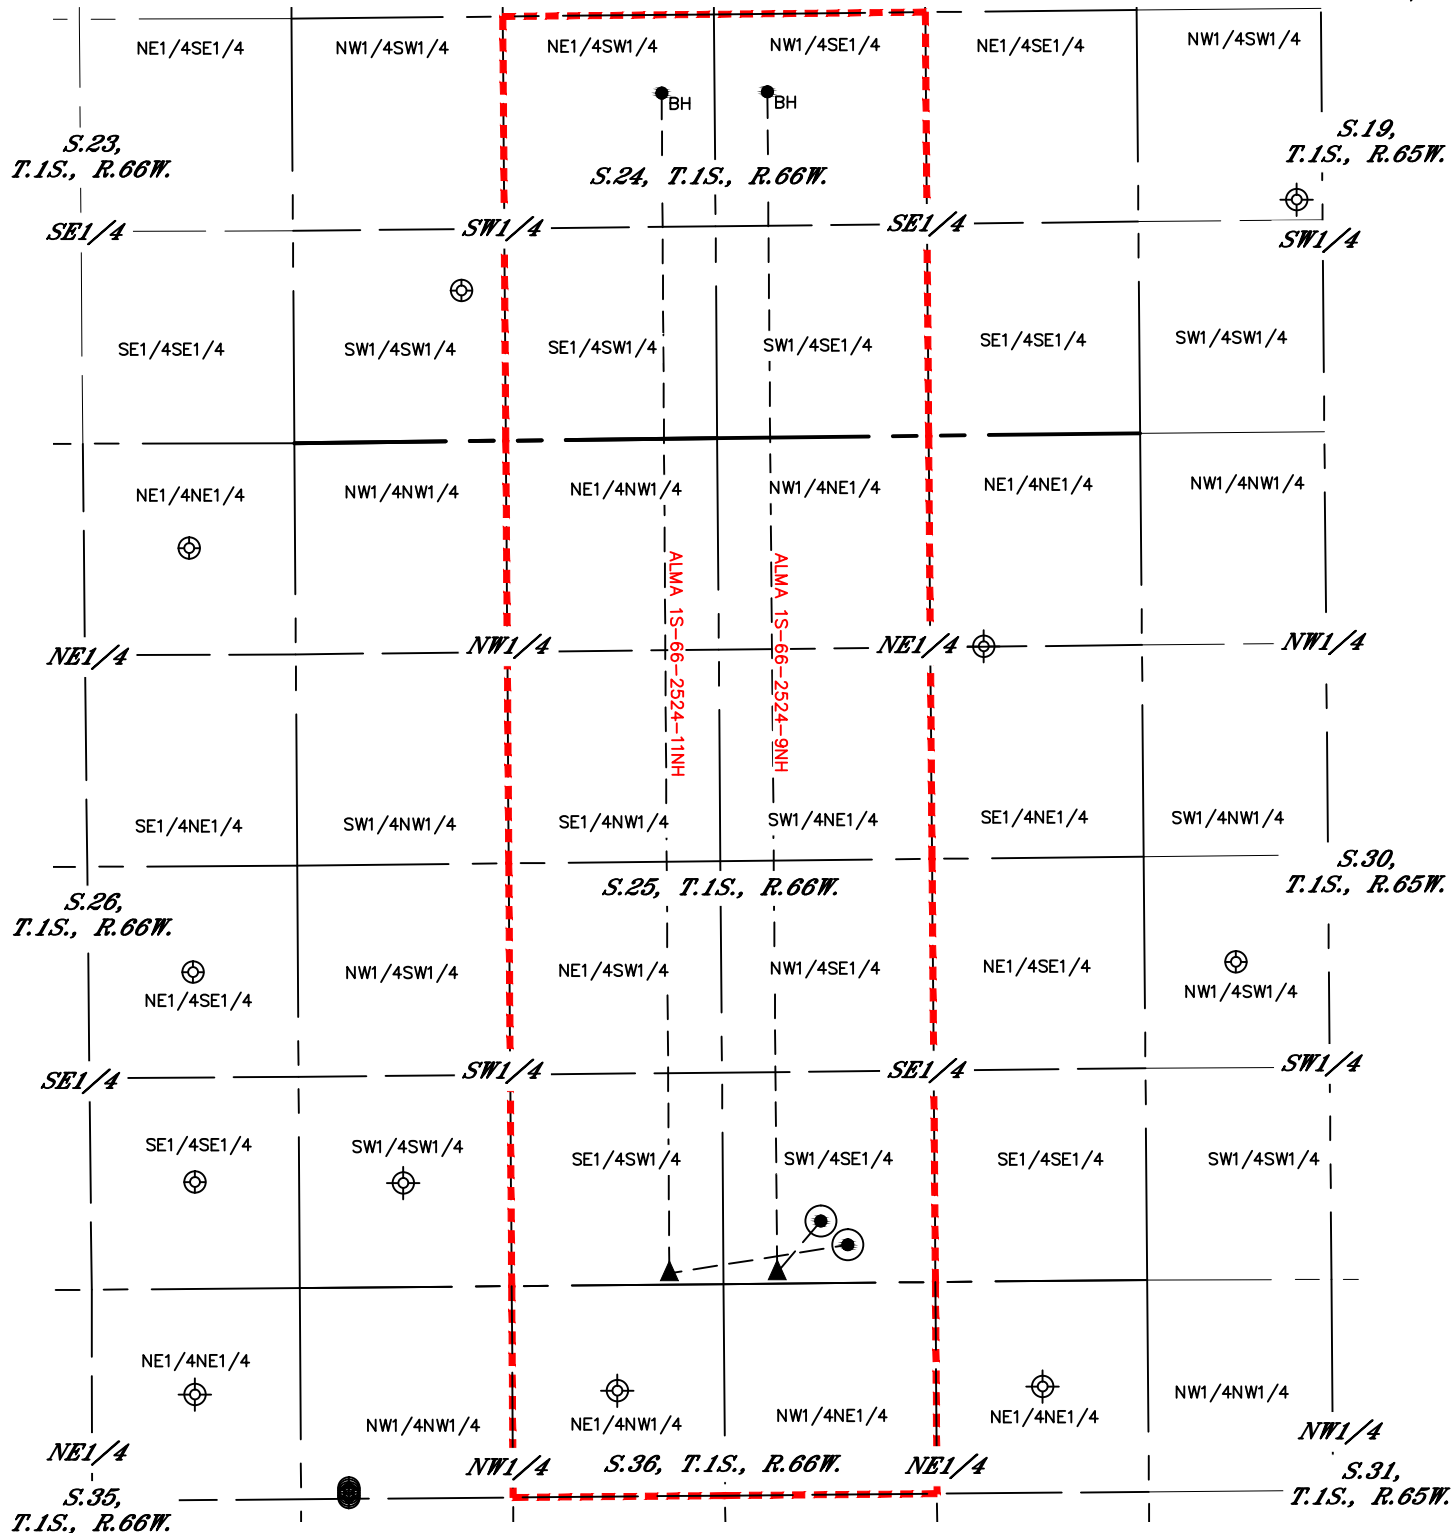 NE1/4SE1/4 NW1/4SW1/4 NE1/4SW1/4 NW1/4SE1/4 NE1/4SE1/4 NW1/4SW1/4
BH BH
S.23,
T.1S., R.66W.
S.19,
T.1S., R.65W.
S.24, T.1S., R.66W.
SE1/4 SW1/4 SE1/4 SW1/4
SE1/4SE1/4 SW1/4SW1/4 SE1/4SW1/4 SW1/4SE1/4 SE1/4SE1/4 SW1/4SW1/4
NE1/4NE1/4 NW1/4NW1/4 NE1/4NW1/4 NW1/4NE1/4 NE1/4NE1/4 NW1/4NW1/4
ALMA 1S-66-2524-11NH
ALMA 1S-66-2524-9NH
NE1/4 NW1/4 NE1/4 NW1/4
SE1/4NE1/4 SW1/4NW1/4 SE1/4NW1/4 SW1/4NE1/4 SE1/4NE1/4 SW1/4NW1/4
S.26,
T.1S., R.66W.
S.25, T.1S., R.66W.
S.30,
T.1S., R.65W.
NE1/4SE1/4 NW1/4SW1/4 NE1/4SW1/4 NW1/4SE1/4 NE1/4SE1/4 NW1/4SW1/4
SE1/4 SW1/4 SE1/4 SW1/4
SE1/4SE1/4 SW1/4SW1/4 SE1/4SW1/4 SW1/4SE1/4 SE1/4SE1/4 SW1/4SW1/4
NE1/4NE1/4 NW1/4NW1/4 NE1/4NW1/4 NW1/4NE1/4 NE1/4NE1/4 NW1/4NW1/4
NE1/4 NW1/4 NE1/4 NW1/4
S.36, T.1S., R.66W.
S.35,
T.1S., R.66W.
S.31,
T.1S., R.65W.